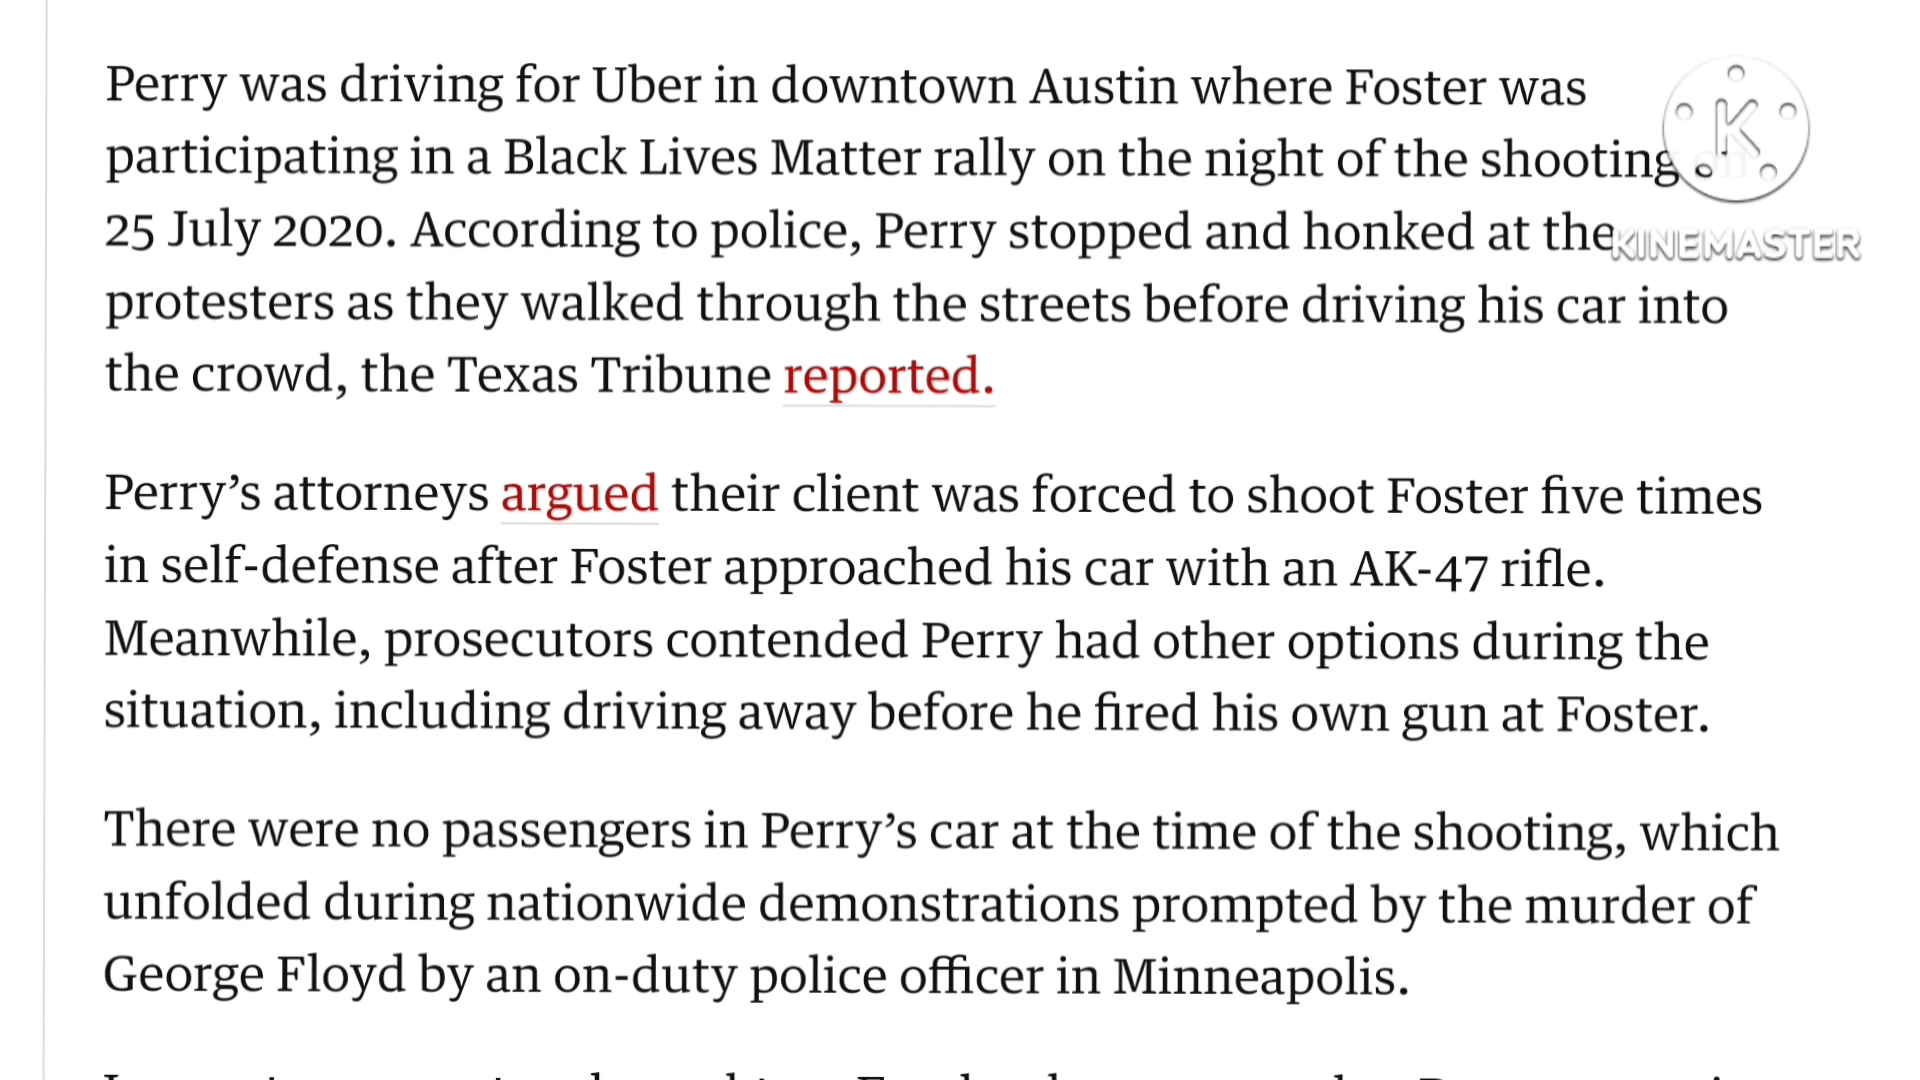 Perry was driving for Uber in downtown Austin where Foster was
participating in a Black Lives Matter rally on the night of the shooting
25 July 2020. According to police, Perry stopped and honked at the
protesters as they walked through the streets before driving his car into
the crowd, the Texas Tribune reported.
Perry’s attorneys argued their client was forced to shoot Foster five times
in self-defense after Foster approached his car with an AK-47 rifle.
Meanwhile, prosecutors contended Perry had other options during the
situation, including driving away before he fired his own gun at Foster.
There were no passengers in Perry’s car at the time of the shooting, which
unfolded during nationwide demonstrations prompted by the murder of
George Floyd by an on-duty police officer in Minneapolis.
K
KINEMASTER